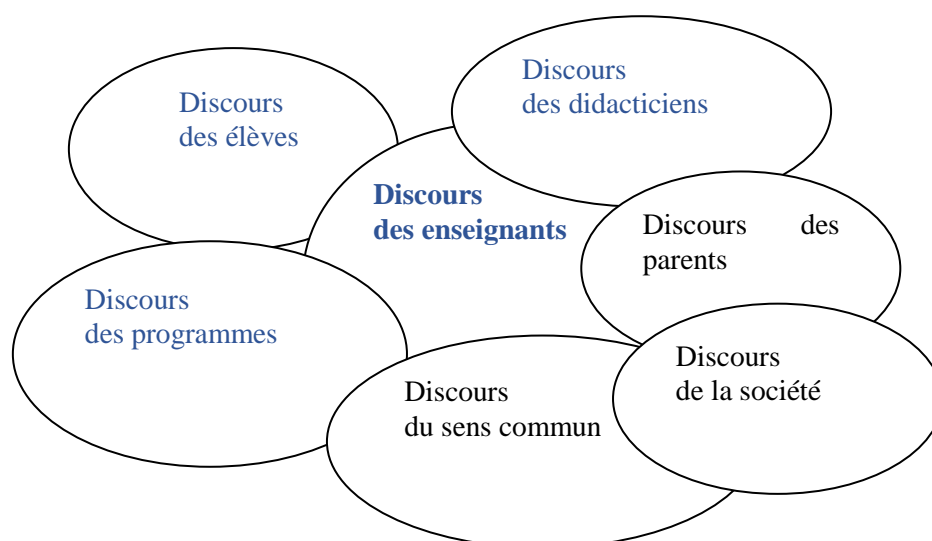 Discours
des didacticiens
Discours
des élèves
Discours
des enseignants
Discours des
parents
Discours
des programmes
Discours
de la société
Discours
du sens commun